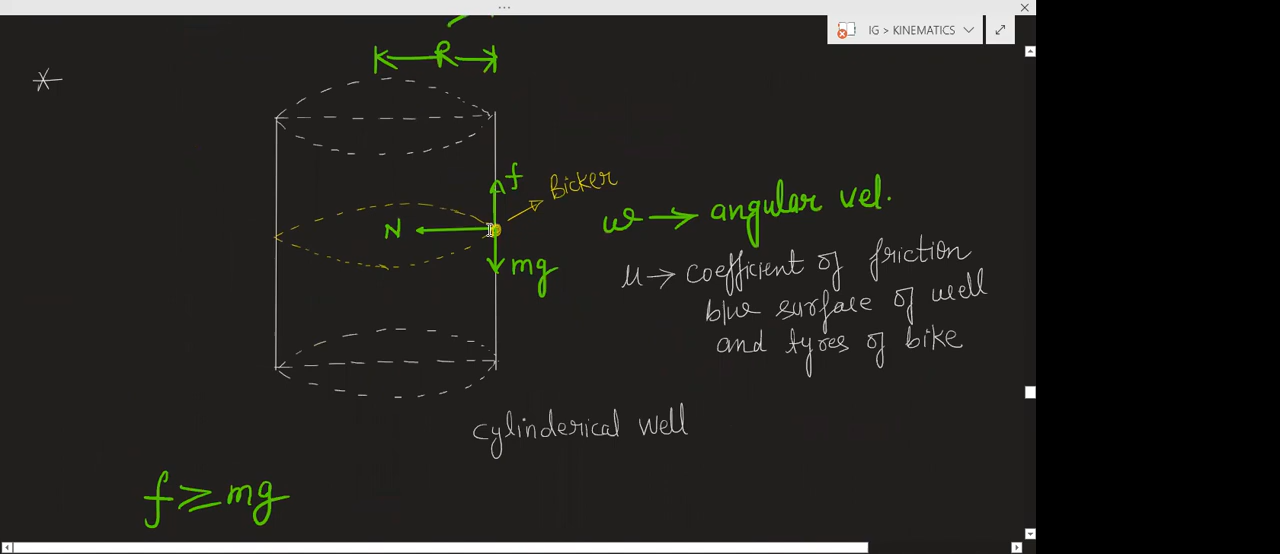 IG > KINEMATICS
R
*
f
Bicker
N
mg
ω → angular vel.
μ → coefficient of friction
b/w surface of well
and tyres of bike
cylinderical well
f ≥ mg